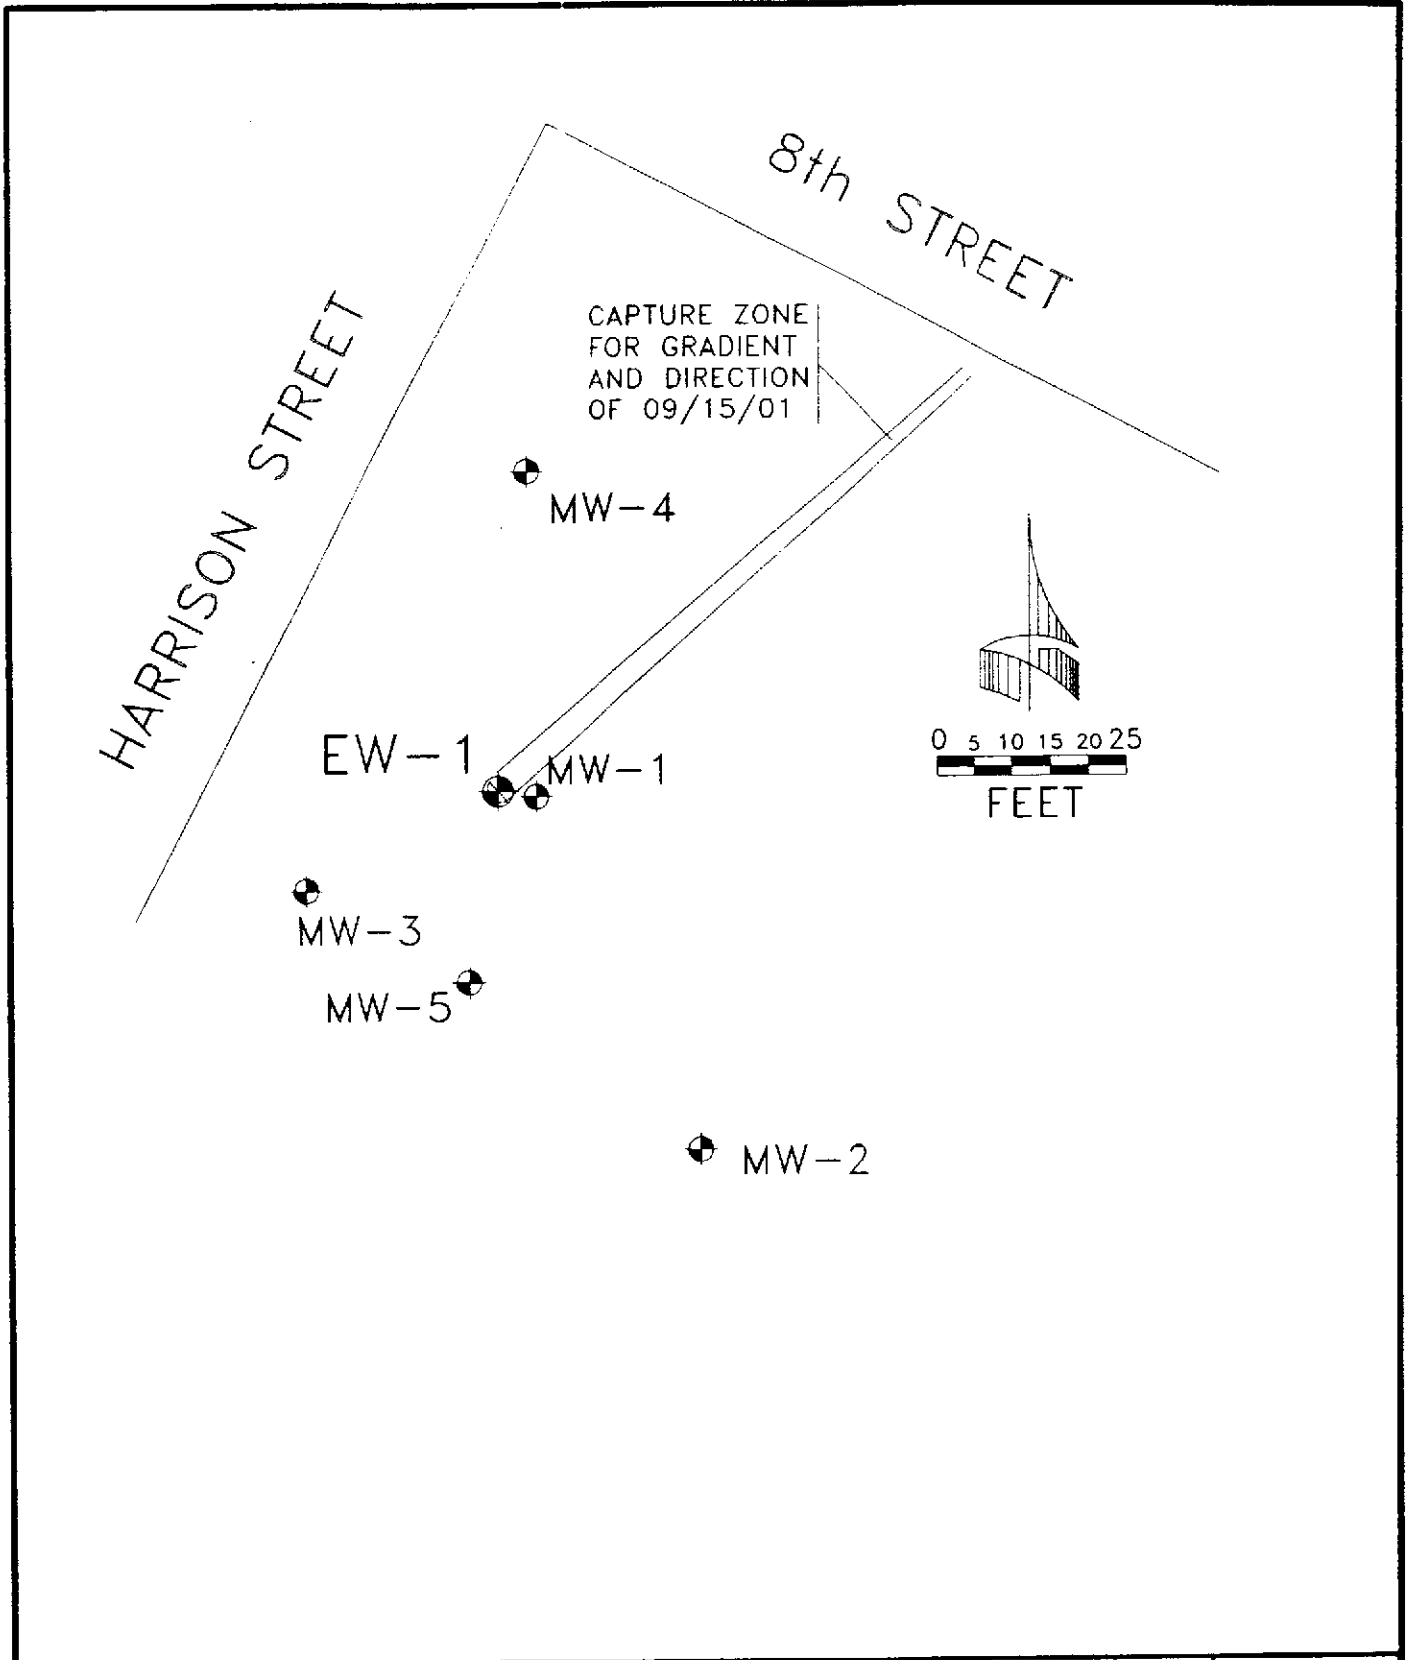 8th STREET
HARRISON STREET
CAPTURE ZONE
FOR GRADIENT
AND DIRECTION
OF 09/15/01
MW-4
EW-1
MW-1
0 5 10 15 20 25
FEET
MW-3
MW-5
MW-2